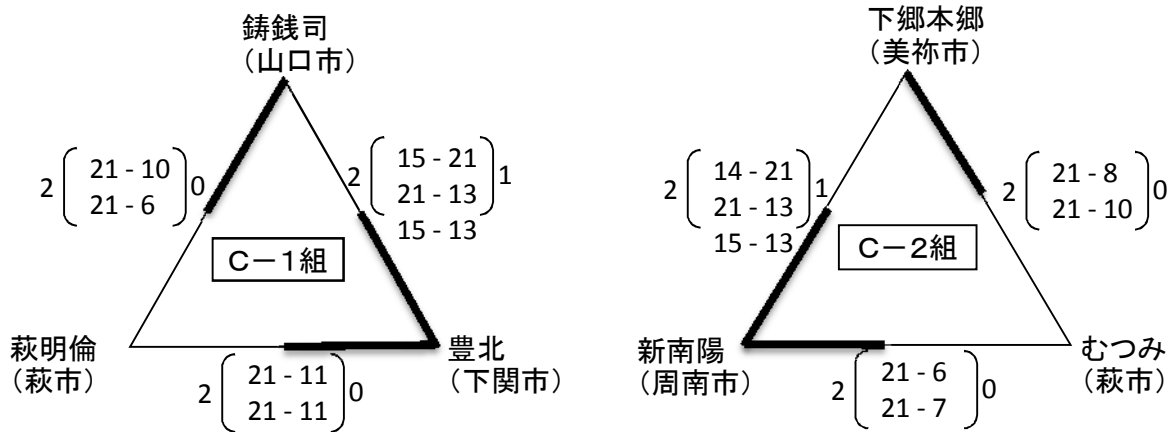 鋳銭司
（山口市）
2 21 - 10 0
21 - 6
2 15 - 21 1
21 - 13
15 - 13
C－1組
萩明倫
（萩市）
豊北
（下関市）
2 21 - 11 0
21 - 11
下郷本郷
（美祢市）
2 14 - 21 1
21 - 13
15 - 13
2 21 - 8 0
21 - 10
C－2組
新南陽
（周南市）
むつみ
（萩市）
2 21 - 6 0
21 - 7